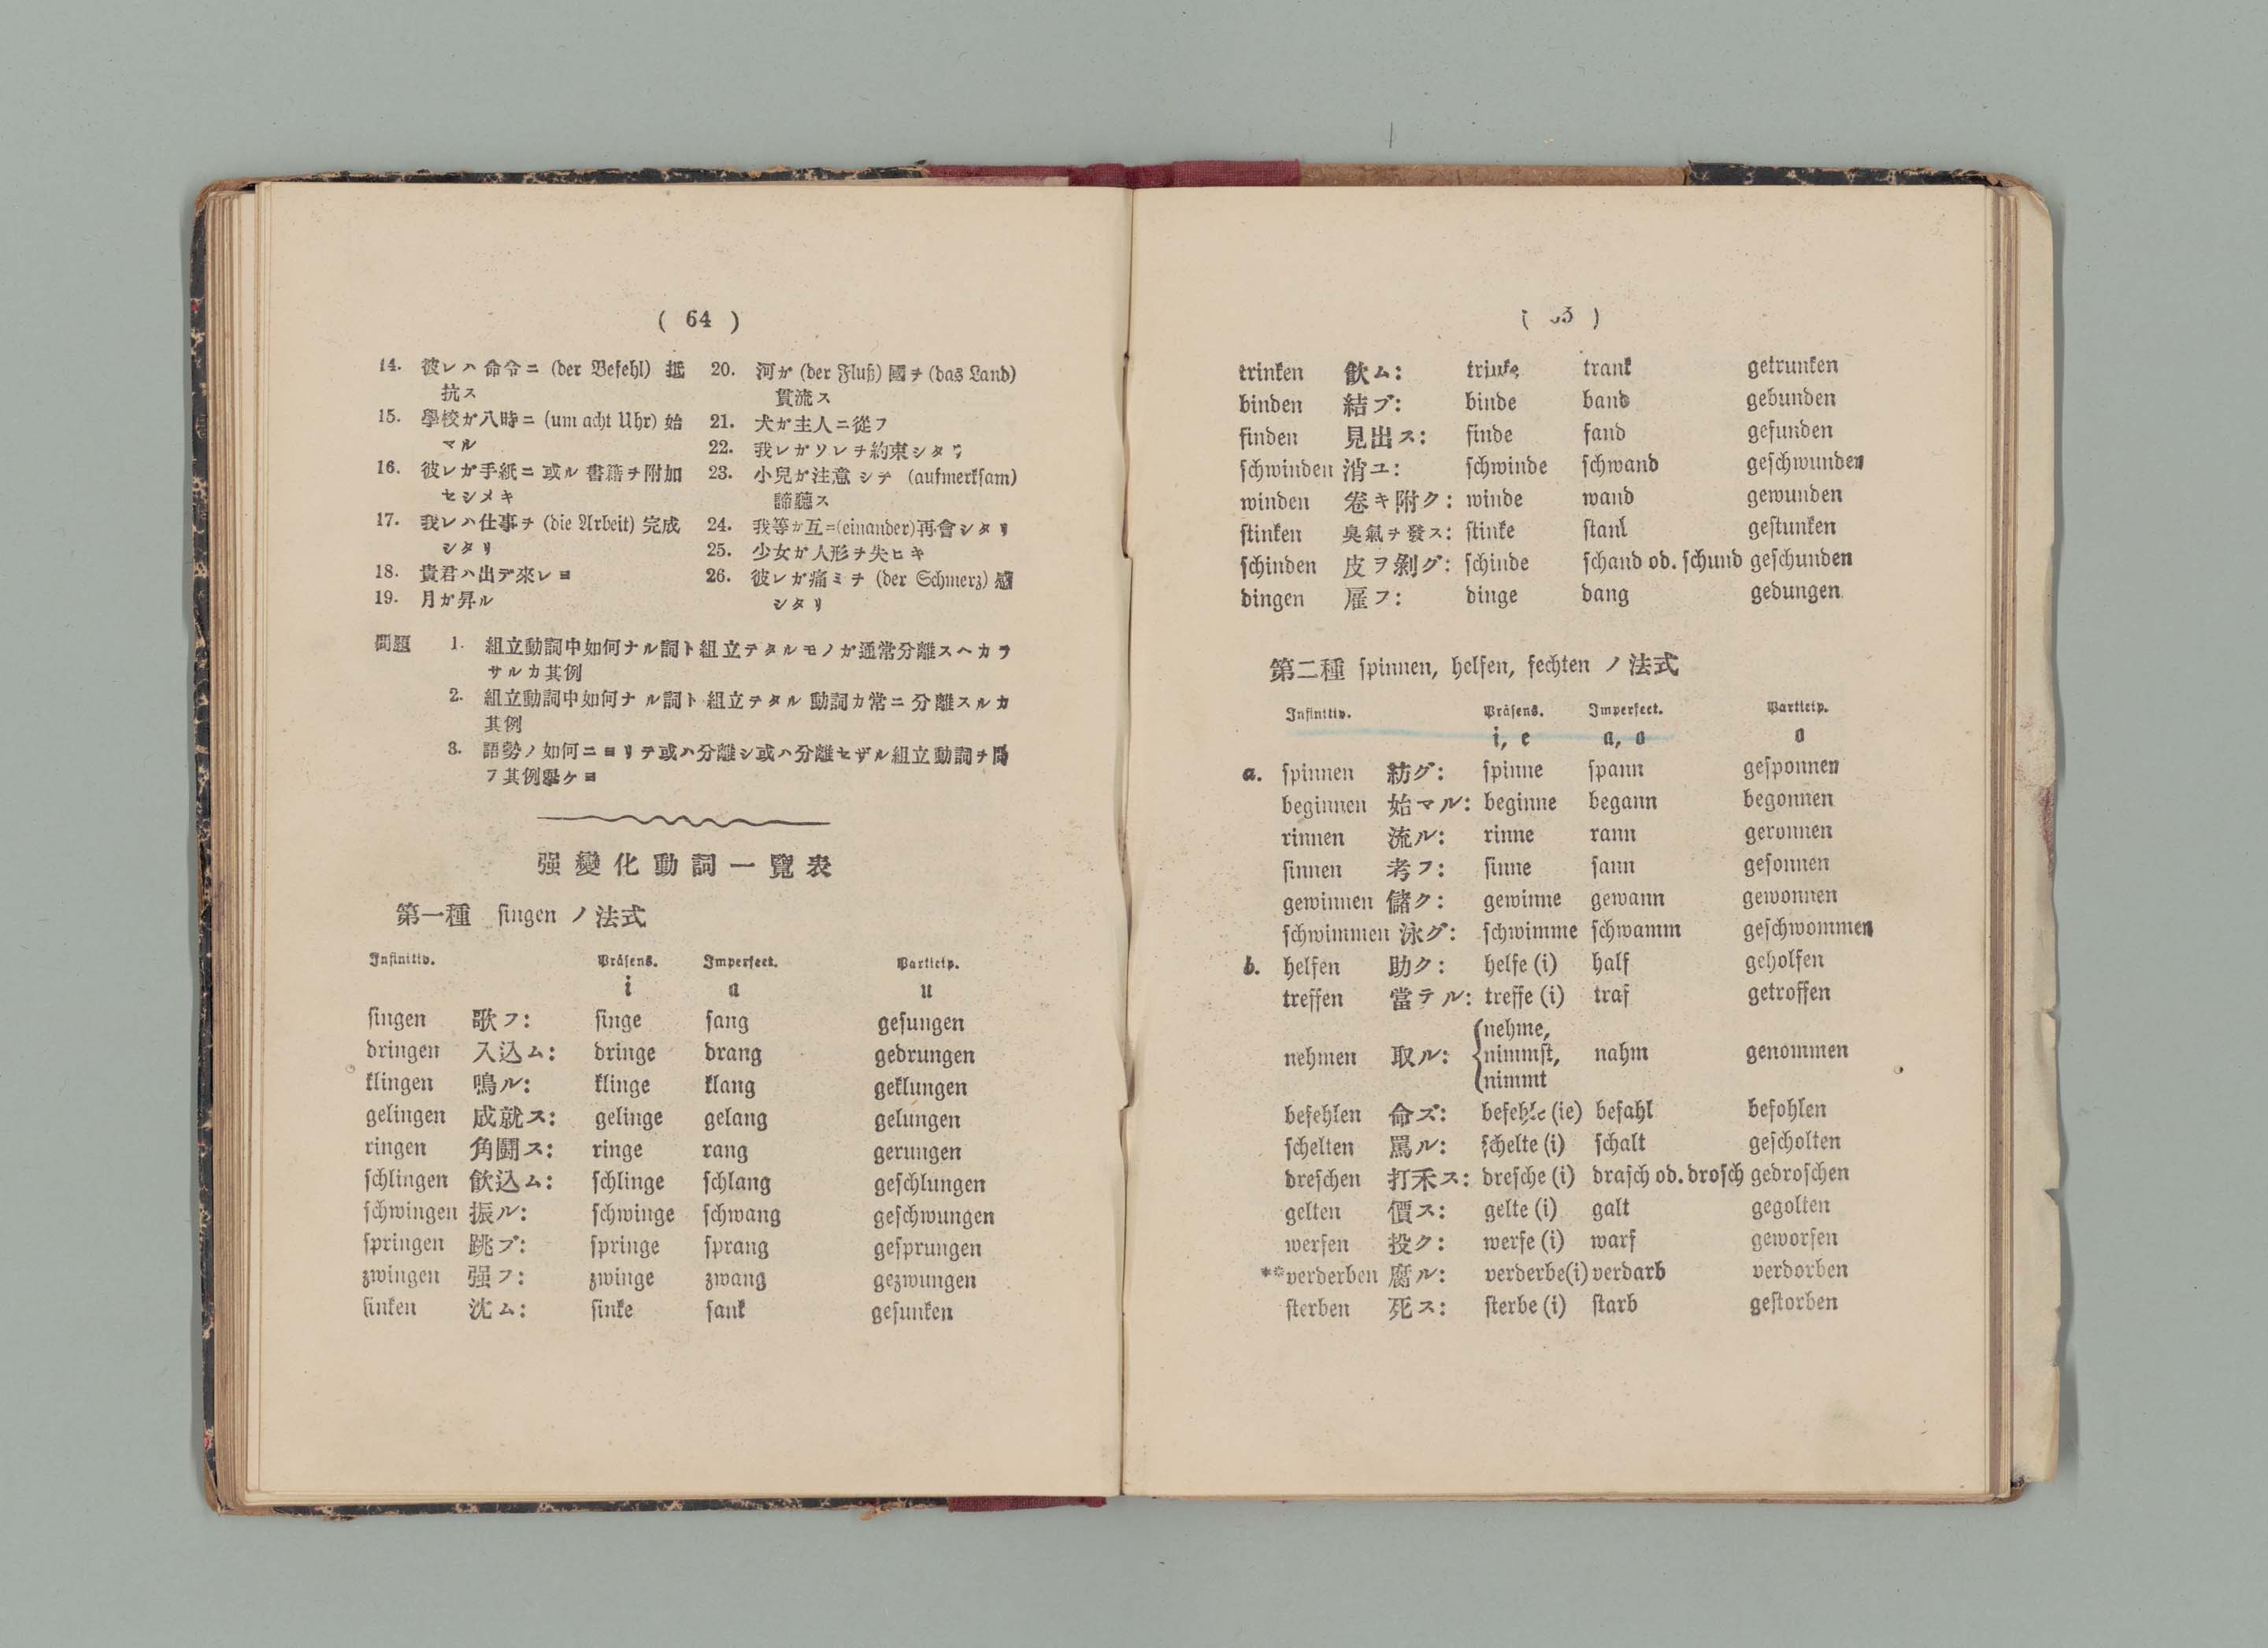 ( 64 )
14. 彼レハ命令ニ (der Befehl) 抵
抗ス
15. 學校ガ八時ニ (um acht Uhr) 始
マル
16. 彼レガ手紙ニ或ル書籍ヲ附加
セシメキ
17. 我レハ仕事ヲ (die Arbeit) 完成
シタリ
18. 貴君ハ出デ來レヨ
19. 月ガ昇ル
20. 河ガ (der Fluß) 國ヲ (das Land)
貫流ス
21. 犬ガ主人ニ從フ
22. 我レガソレヲ約束シタリ
23. 小兒ガ注意シテ (aufmerkſam)
諦聽ス
24. 我等ガ互ニ(einander)再會シタリ
25. 少女ガ人形ヲ失ヒキ
26. 彼レガ痛ミヲ (der Schmerz) 感
シタリ
問題 1. 組立動詞中如何ナル詞ト組立テタルモノガ通常分離スヘカラ
サルカ其例
2. 組立動詞中如何ナル詞ト組立テタル動詞カ常ニ分離スルカ
其例
3. 語勢ノ如何ニヨリテ或ハ分離シ或ハ分離セザル組立動詞ヲ問
フ其例擧ケヨ
强變化動詞一覽表
第一種 ſingen ノ法式
Infinitiv. Präſens. Imperfect. Particip.
i a u
ſingen 歌フ: ſinge ſang geſungen
dringen 入込ム: dringe drang gedrungen
klingen 鳴ル: klinge klang geklungen
gelingen 成就ス: gelinge gelang gelungen
ringen 角鬪ス: ringe rang gerungen
ſchlingen 飮込ム: ſchlinge ſchlang geſchlungen
ſchwingen 振ル: ſchwinge ſchwang geſchwungen
ſpringen 跳ブ: ſpringe ſprang geſprungen
zwingen 强フ: zwinge zwang gezwungen
ſinken 沈ム: ſinke ſank geſunken
trinken 飮ム: trinke trank getrunken
binden 結ブ: binde band gebunden
finden 見出ス: finde fand gefunden
ſchwinden 消ユ: ſchwinde ſchwand geſchwunden
winden 卷キ附ク: winde wand gewunden
ſtinken 臭氣ヲ發ス: ſtinke ſtank geſtunken
ſchinden 皮ヲ剝グ: ſchinde ſchand od. ſchund geſchunden
dingen 雇フ: dinge dang gedungen
第二種 ſpinnen, helfen, fechten ノ法式
Infinitiv. Präſens. Imperfect. Particip.
i, e a, o o
a. ſpinnen 紡グ: ſpinne ſpann geſponnen
beginnen 始マル: beginne begann begonnen
rinnen 流ル: rinne rann geronnen
ſinnen 考フ: ſinne ſann geſonnen
gewinnen 儲ク: gewinne gewann gewonnen
ſchwimmen 泳グ: ſchwimme ſchwamm geſchwommen
b. helfen 助ク: helfe (i) half geholfen
treffen 當テル: treffe (i) traf getroffen
nehme,
nehmen 取ル: nimmſt, nahm genommen
nimmt
befehlen 命ズ: befehle (ie) befahl befohlen
ſchelten 罵ル: ſchelte (i) ſchalt geſcholten
dreſchen 打禾ス: dreſche (i) draſch od. droſch gedroſchen
gelten 價ス: gelte (i) galt gegolten
werfen 投ク: werfe (i) warf geworfen
**verderben 腐ル: verderbe(i) verdarb verdorben
ſterben 死ス: ſterbe (i) ſtarb geſtorben